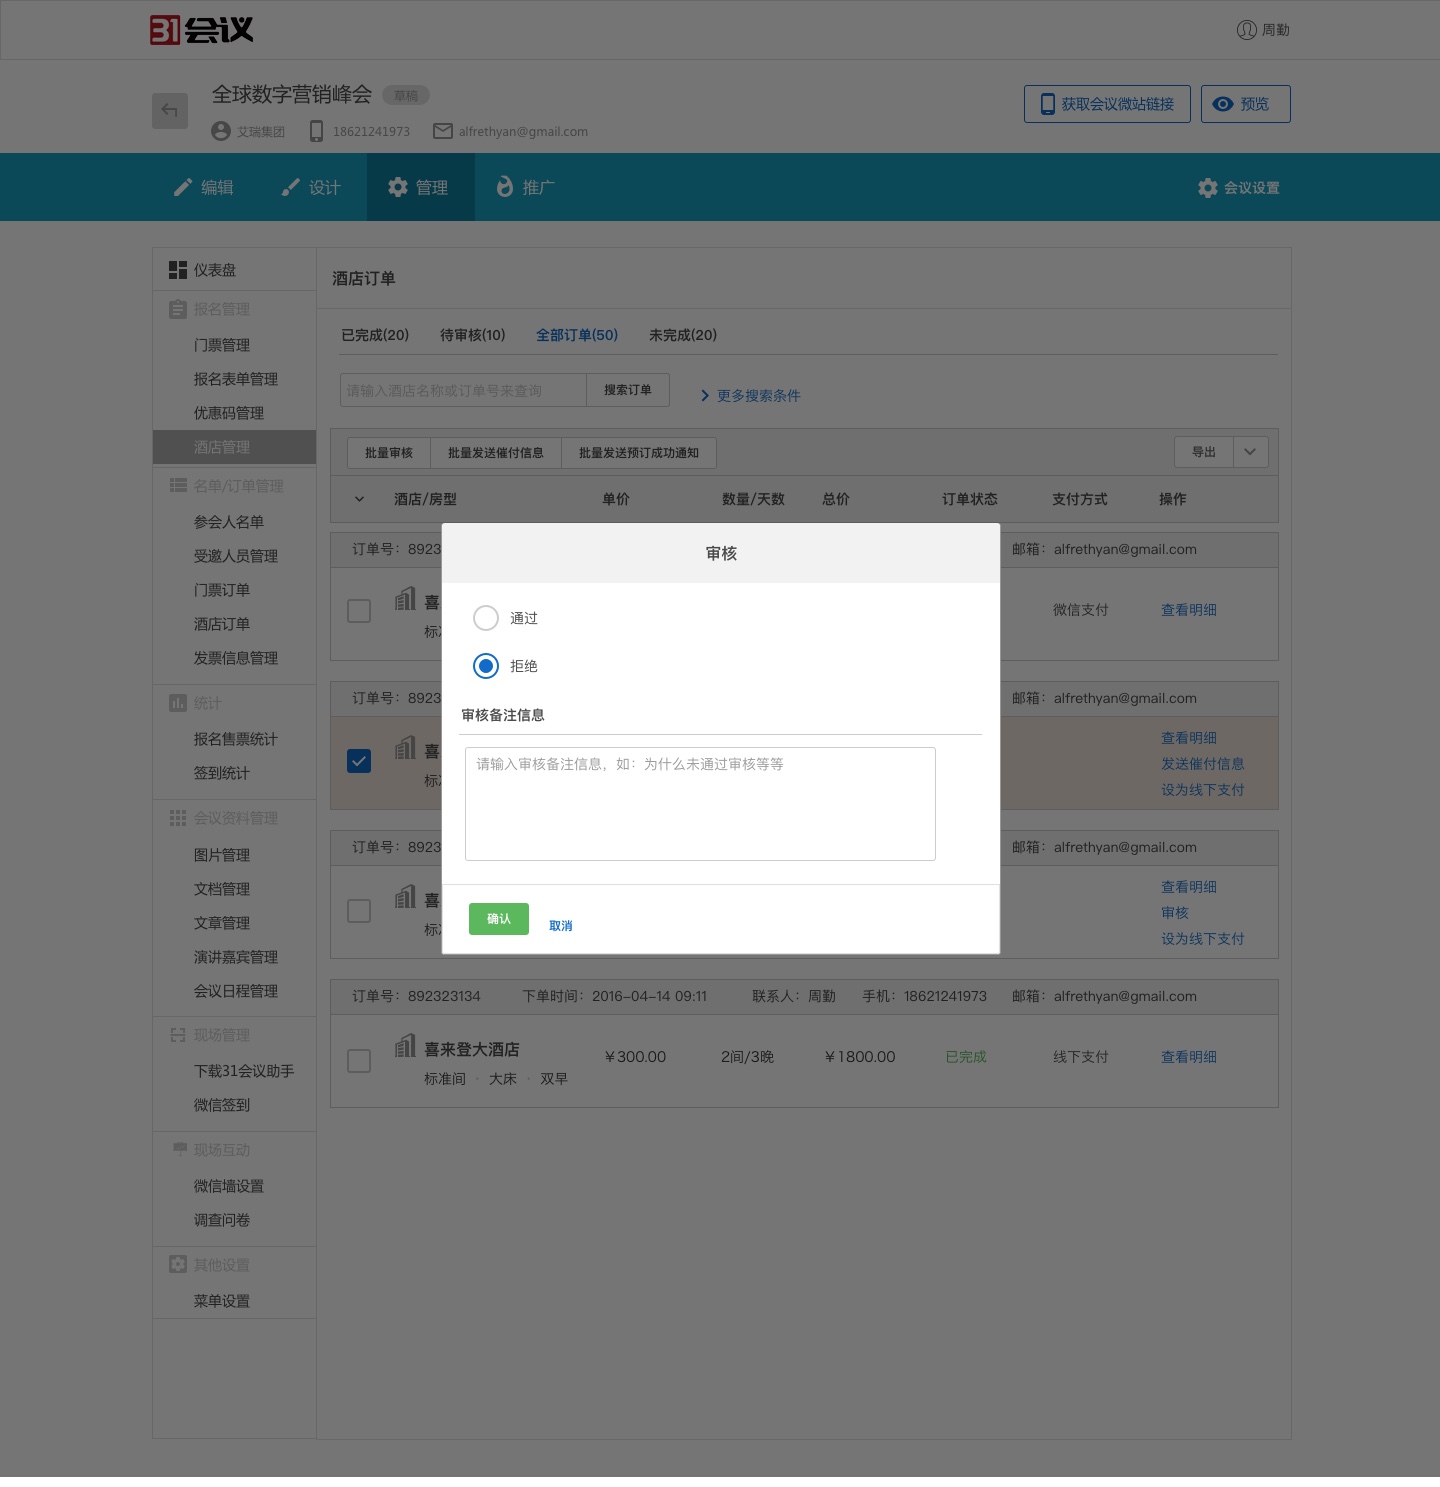 31会议
周勤
全球数字营销峰会 草稿
获取会议微站链接 预览
艾瑞集团 18621241973 alfrethyan@gmail.com
编辑 设计 管理 推广 会议设置
仪表盘
报名管理
门票管理
报名表单管理
优惠码管理
酒店管理
名单/订单管理
参会人名单
受邀人员管理
门票订单
酒店订单
发票信息管理
统计
报名售票统计
签到统计
会议资料管理
图片管理
文档管理
文章管理
演讲嘉宾管理
会议日程管理
现场管理
下载31会议助手
微信签到
现场互动
微信墙设置
调查问卷
其他设置
菜单设置
酒店订单
已完成(20) 待审核(10) 全部订单(50) 未完成(20)
请输入酒店名称或订单号来查询 搜索订单 更多搜索条件
批量审核 批量发送催付信息 批量发送预订成功通知 导出
酒店/房型 单价 数量/天数 总价 订单状态 支付方式 操作
订单号：8923 邮箱：alfrethyan@gmail.com
喜 微信支付 查看明细
标
订单号：8923 邮箱：alfrethyan@gmail.com
喜 查看明细
标 发送催付信息
设为线下支付
订单号：8923 邮箱：alfrethyan@gmail.com
喜 查看明细
标 审核
设为线下支付
订单号：892323134 下单时间：2016-04-14 09:11 联系人：周勤 手机：18621241973 邮箱：alfrethyan@gmail.com
喜来登大酒店 ￥300.00 2间/3晚 ￥1800.00 已完成 线下支付 查看明细
标准间 · 大床 · 双早
审核
通过
拒绝
审核备注信息
请输入审核备注信息，如：为什么未通过审核等等
确认 取消